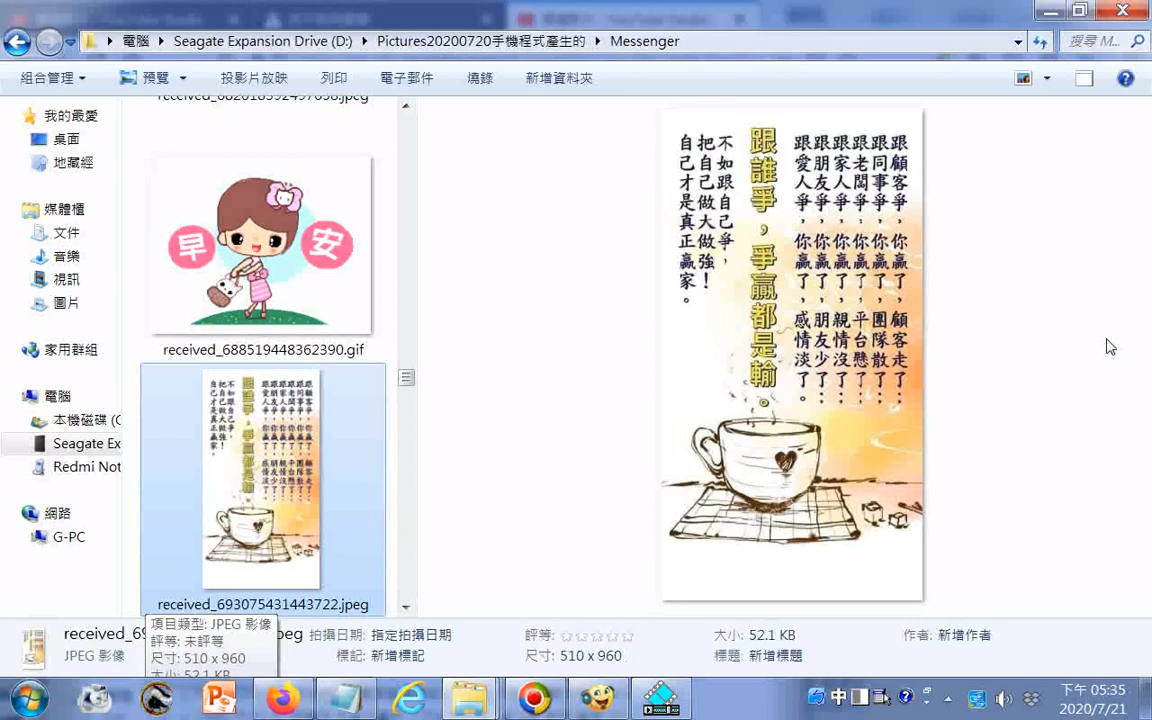 電腦 ▸ Seagate Expansion Drive (D:) ▸ Pictures20200720手機程式產生的 ▸ Messenger
搜尋 M...
組合管理 預覽 投影片放映 列印 電子郵件 燒錄 新增資料夾
我的最愛
桌面
地藏經
媒體櫃
文件
音樂
視訊
圖片
家用群組
電腦
本機磁碟 (C
Seagate Ex
Redmi Not
網路
G-PC
received_682018392497098.jpeg
早安
received_688519448362390.gif
received_693075431443722.jpeg
跟顧客爭，你贏了，顧客走了；
跟同事爭，你贏了，團隊散了；
跟老闆爭，你贏了，平台懸了；
跟家人爭，你贏了，親情沒了；
跟朋友爭，你贏了，朋友少了；
跟愛人爭，你贏了，感情淡了。
跟誰爭，爭贏都是輸。
不如跟自己爭，
把自己做大做強！
自己才是真正贏家。
項目類型: JPEG 影像
評等: 未評等
尺寸: 510 x 960
大小: 52.1 KB
received_69 peg
JPEG 影像
拍攝日期: 指定拍攝日期
標記: 新增標記
評等: ☆☆☆☆☆
尺寸: 510 x 960
大小: 52.1 KB
標題: 新增標題
作者: 新增作者
中
下午 05:35
2020/7/21